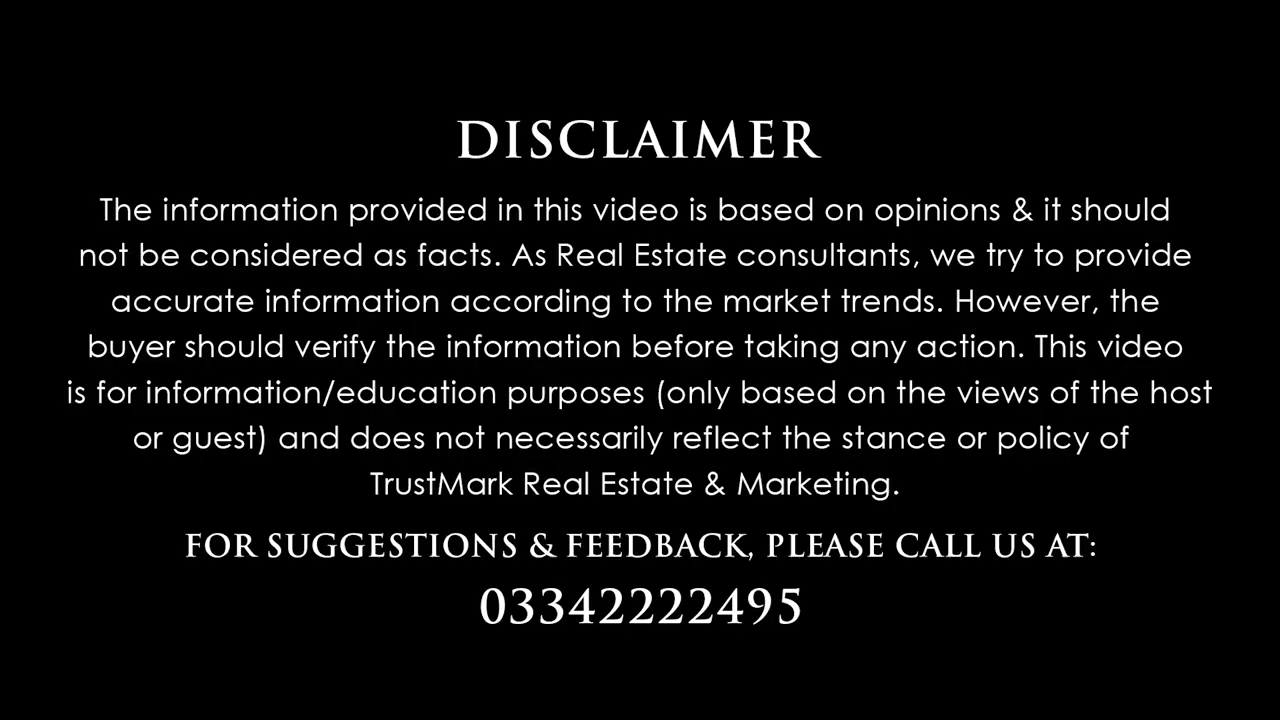 DISCLAIMER
The information provided in this video is based on opinions & it should
not be considered as facts. As Real Estate consultants, we try to provide
accurate information according to the market trends. However, the
buyer should verify the information before taking any action. This video
is for information/education purposes (only based on the views of the host
or guest) and does not necessarily reflect the stance or policy of
TrustMark Real Estate & Marketing.
FOR SUGGESTIONS & FEEDBACK, PLEASE CALL US AT:
03342222495